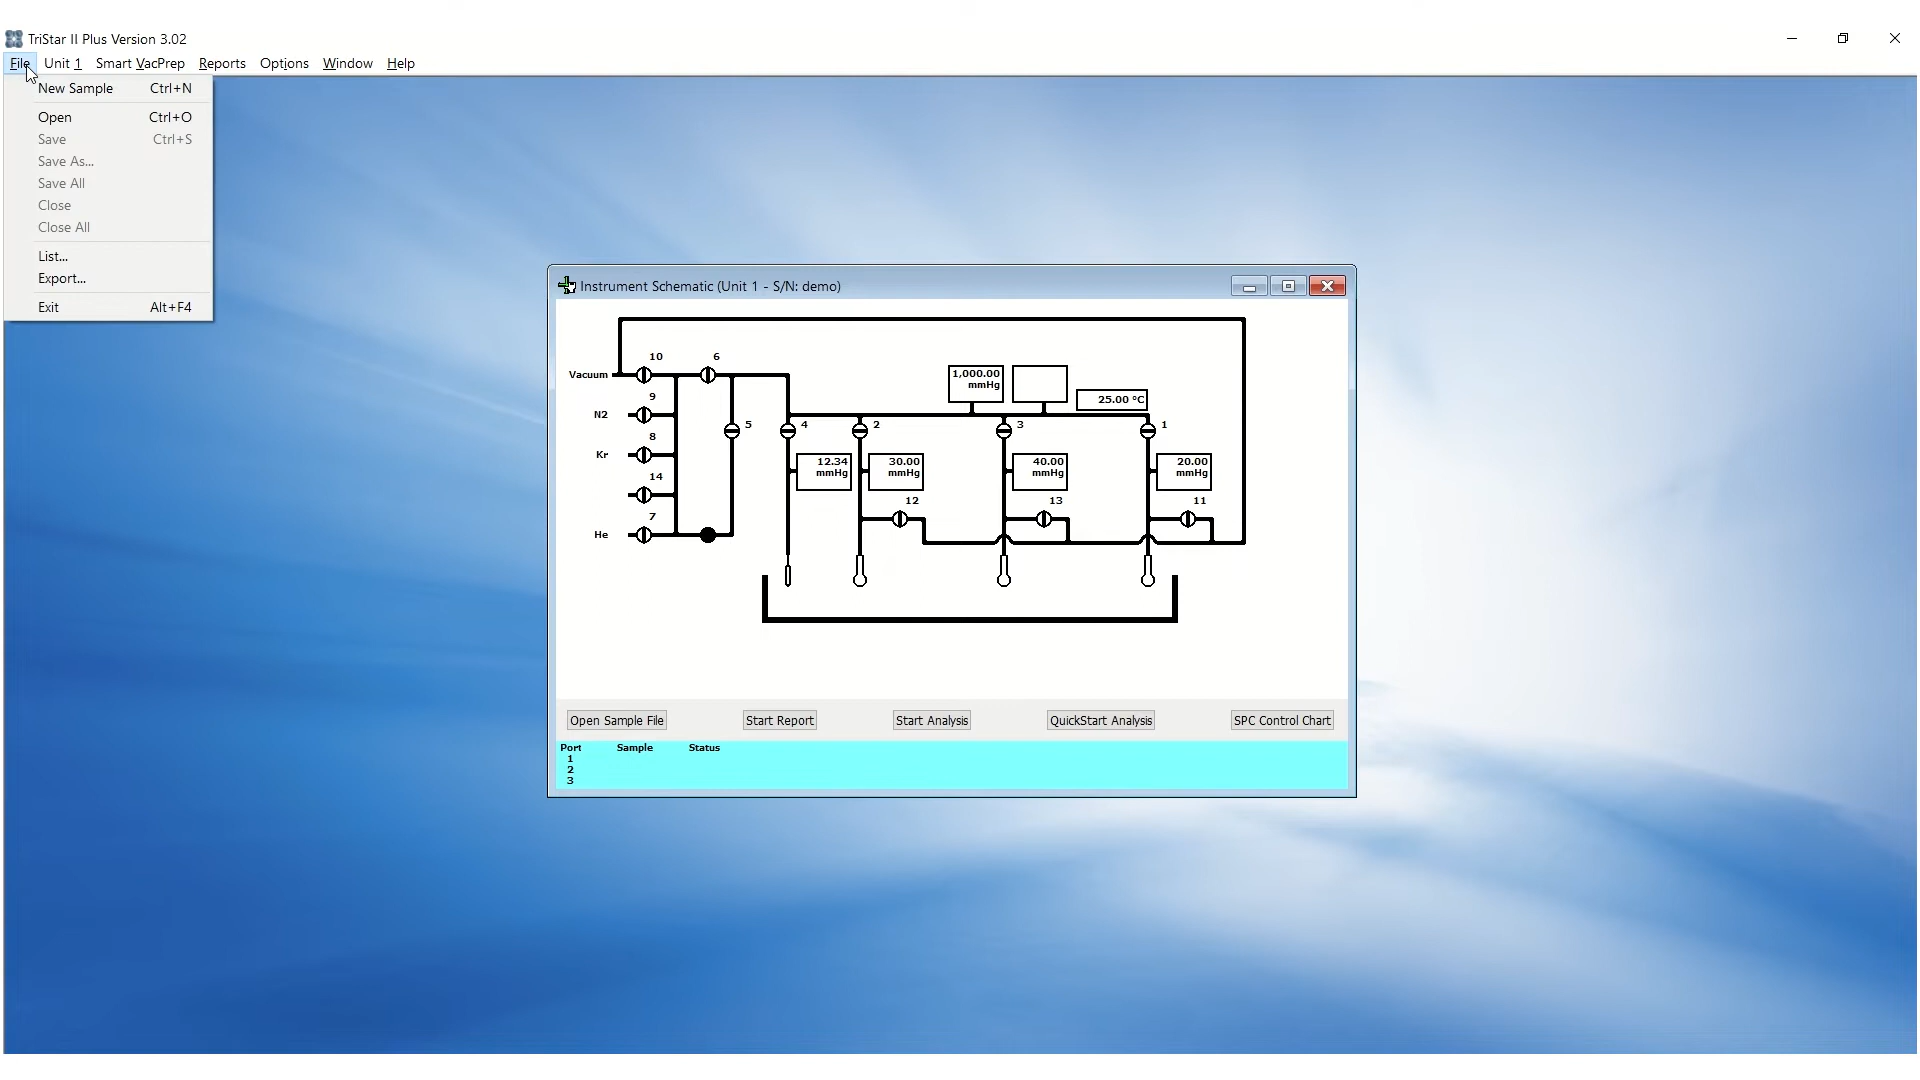 TriStar II Plus Version 3.02
File Unit 1 Smart VacPrep Reports Options Window Help
New Sample Ctrl+N
Open Ctrl+O
Save Ctrl+S
Save As...
Save All
Close
Close All
List...
Export...
Exit Alt+F4
Instrument Schematic (Unit 1 - S/N: demo)
10 6
Vacuum
1,000.00
mmHg
25.00 °C
9
N2
5 4 2 3 1
8
Kr
12.34
mmHg
30.00
mmHg
40.00
mmHg
20.00
mmHg
14
12 13 11
7
He
Open Sample File Start Report Start Analysis QuickStart Analysis SPC Control Chart
Port Sample Status
1
2
3